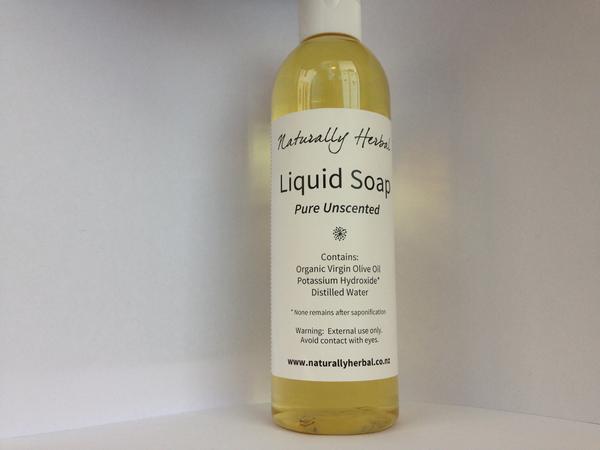 Naturally Herbal
Liquid Soap
Pure Unscented
Contains:
Organic Virgin Olive Oil
Potassium Hydroxide*
Distilled Water
* None remains after saponification
Warning: External use only.
Avoid contact with eyes.
www.naturallyherbal.co.nz